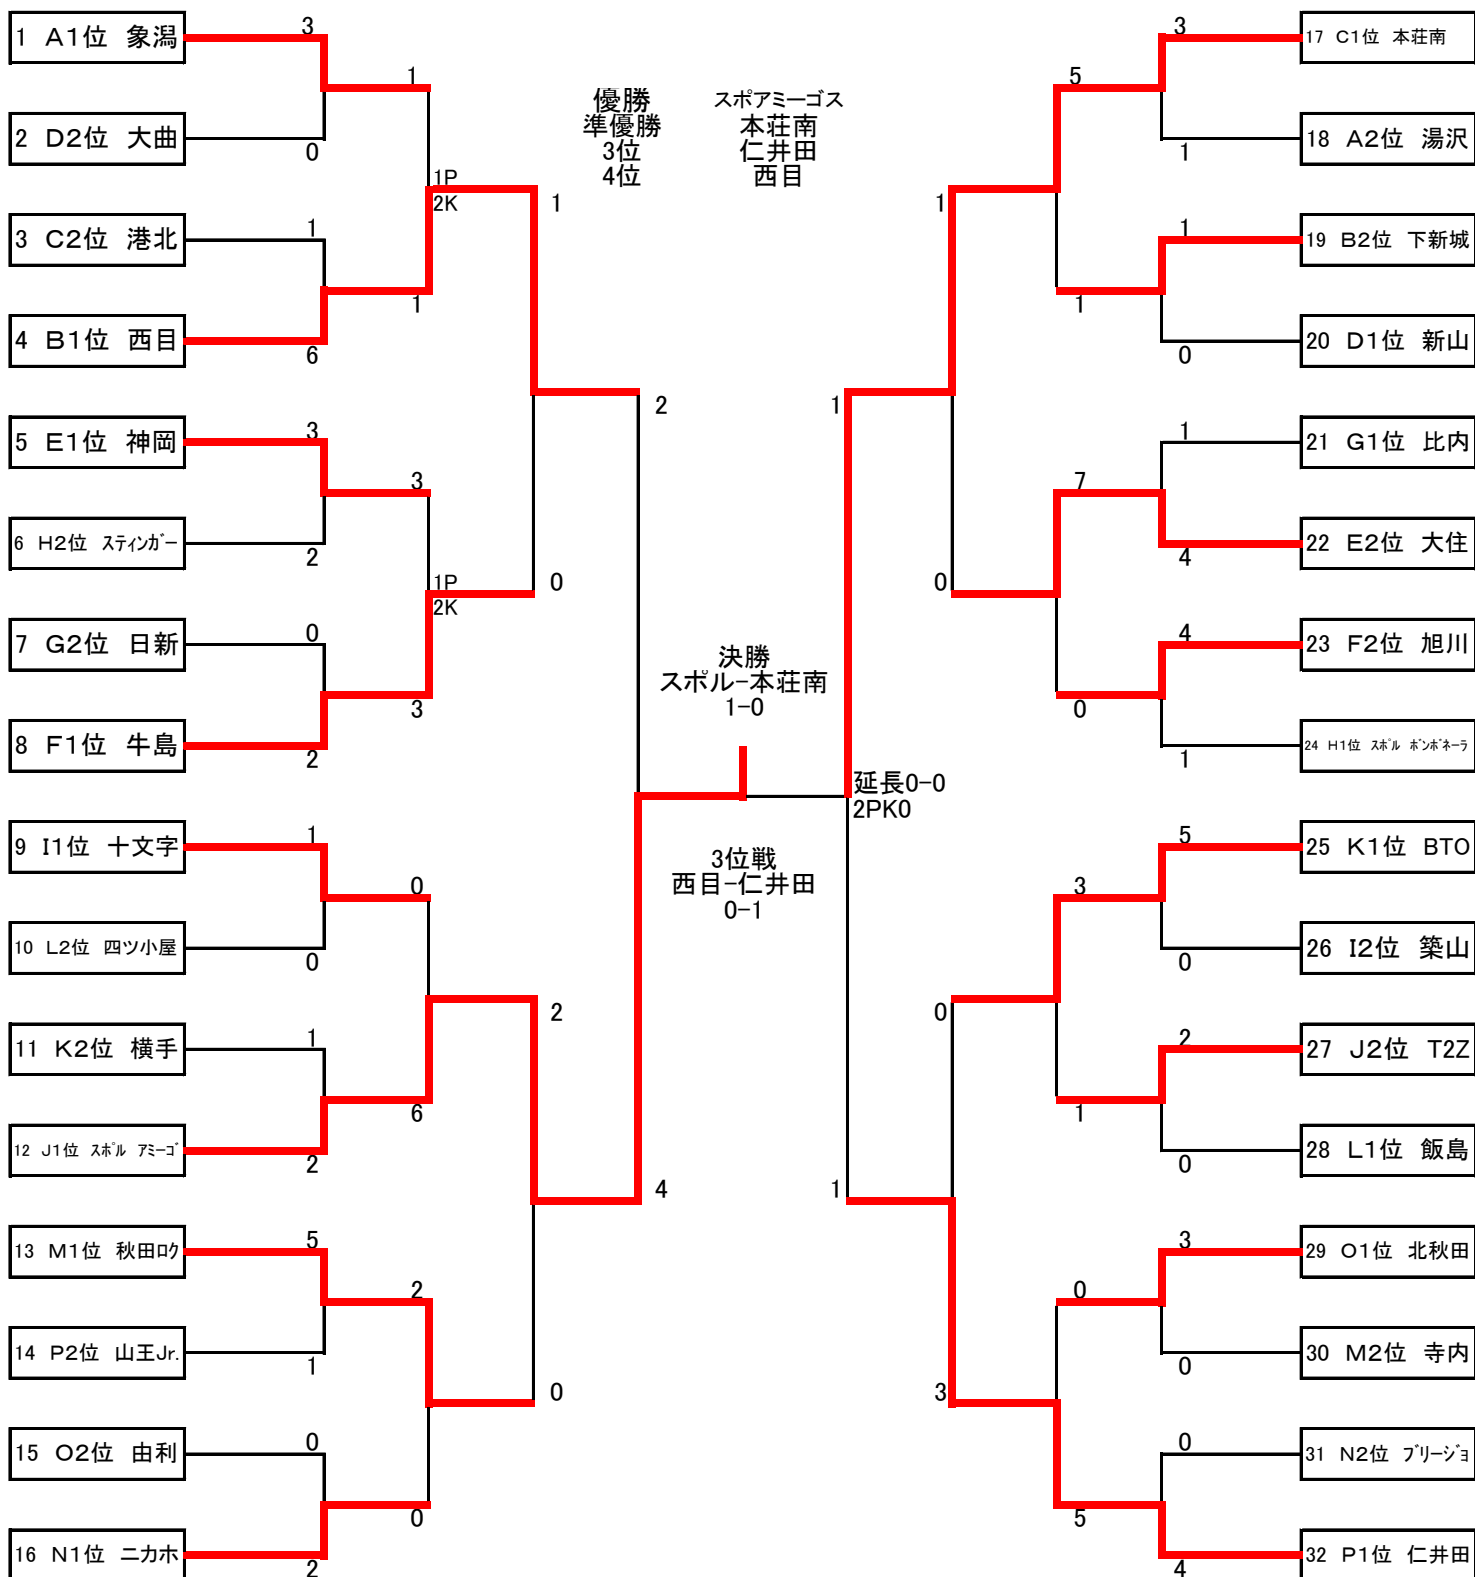 1 A1位 象潟
3
2 D2位 大曲
0
1
3 C2位 港北
1
4 B1位 西目
6
1
1P
2K
1
5 E1位 神岡
3
6 H2位 スティンガー
2
3
7 G2位 日新
0
8 F1位 牛島
2
3
1P
2K
0
2
9 I1位 十文字
1
10 L2位 四ツ小屋
0
0
11 K2位 横手
1
12 J1位 スポル アミーゴ
2
6
2
13 M1位 秋田ロク
5
14 P2位 山王Jr.
1
2
15 O2位 由利
0
16 N1位 ニカホ
2
0
0
4
優勝 スポアミーゴス
準優勝 本荘南
3位 仁井田
4位 西目
決勝
スポル-本荘南
1-0
延長0-0
2PK0
3位戦
西目-仁井田
0-1
17 C1位 本荘南
3
18 A2位 湯沢
1
5
19 B2位 下新城
1
20 D1位 新山
0
1
1
21 G1位 比内
1
22 E2位 大住
4
7
23 F2位 旭川
4
24 H1位 スポル ボンボネーラ
1
0
0
1
25 K1位 BTO
5
26 I2位 築山
0
3
27 J2位 T2Z
2
28 L1位 飯島
0
1
0
29 O1位 北秋田
3
30 M2位 寺内
0
0
31 N2位 ブリージョ
0
32 P1位 仁井田
4
5
3
1